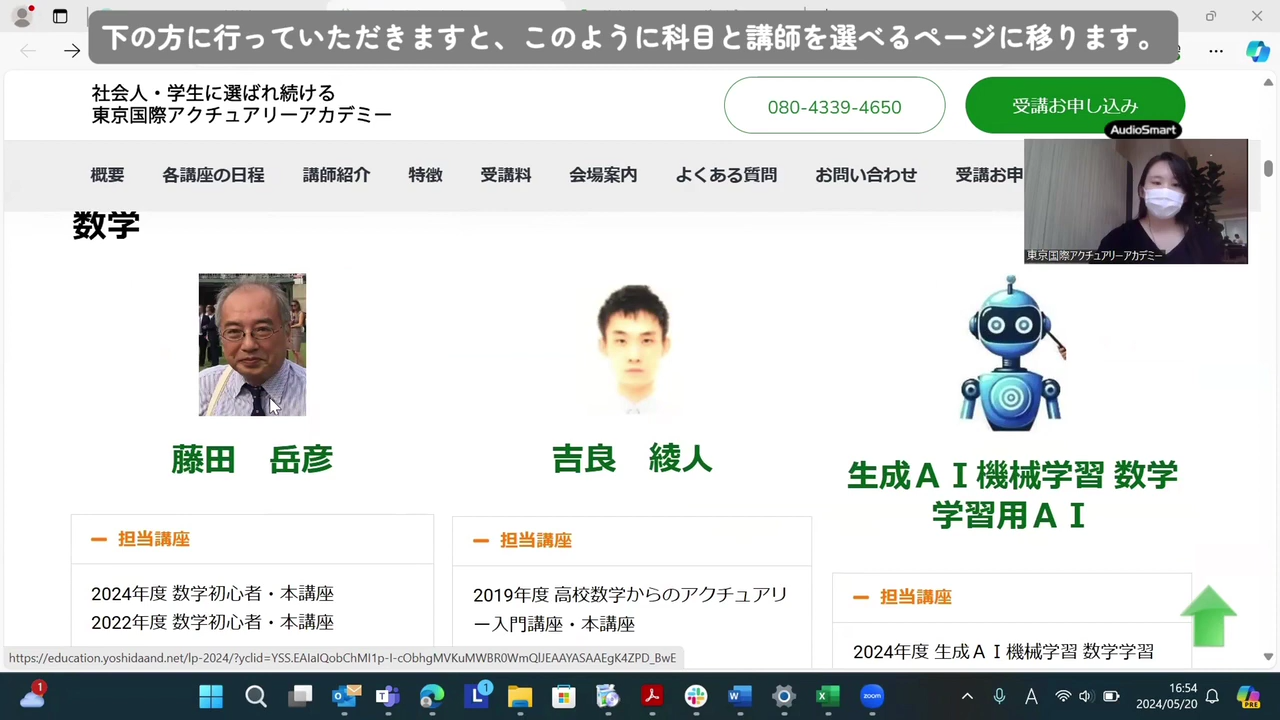 下の方に行っていただきますと、このように科目と講師を選べるページに移ります。
社会人・学生に選ばれ続ける
東京国際アクチュアリーアカデミー
080-4339-4650
受講お申し込み
AudioSmart
概要 各講座の日程 講師紹介 特徴 受講料 会場案内 よくある質問 お問い合わせ 受講お申
東京国際アクチュアリーアカデミー
数学
藤田 岳彦
吉良 綾人
生成ＡＩ機械学習 数学
学習用ＡＩ
担当講座
2024年度 数学初心者・本講座
2022年度 数学初心者・本講座
担当講座
2019年度 高校数学からのアクチュアリ
ー入門講座・本講座
担当講座
2024年度 生成ＡＩ機械学習 数学学習
16:54
2024/05/20